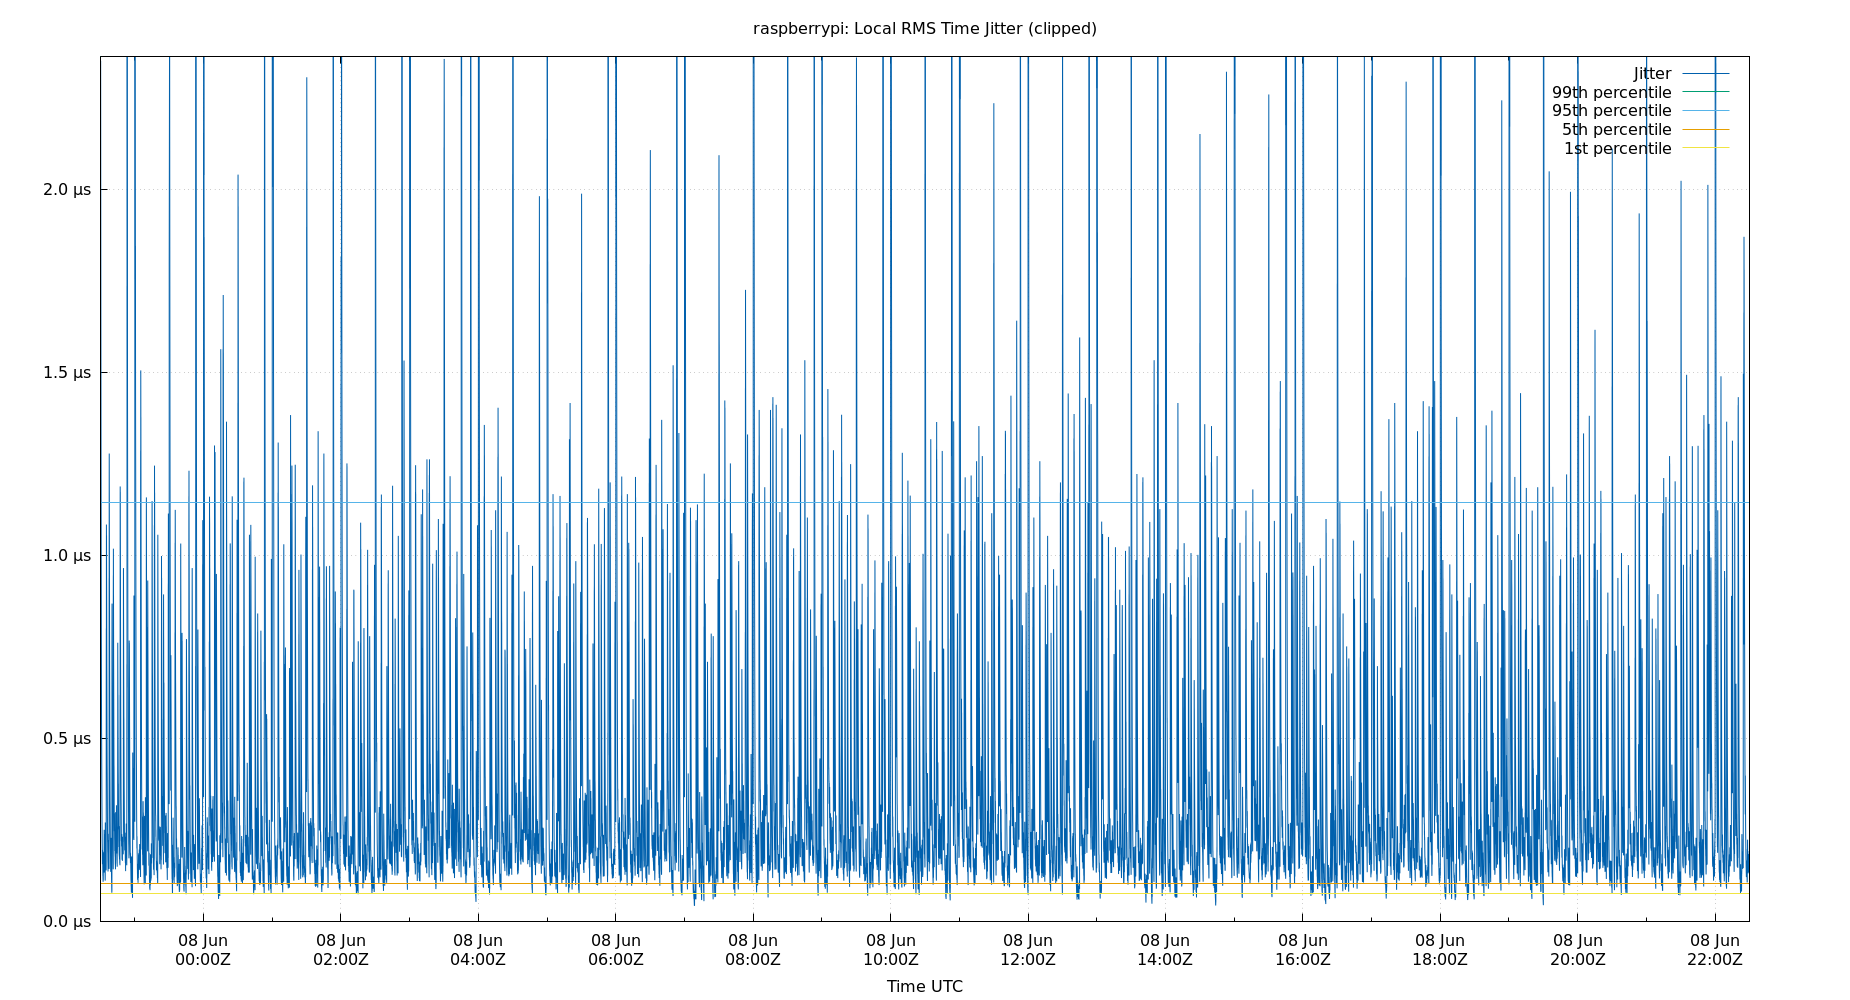 raspberrypi: Local RMS Time Jitter (clipped)
Jitter
99th percentile
95th percentile
5th percentile
1st percentile
2.0 µs
1.5 µs
1.0 µs
0.5 µs
0.0 µs
08 Jun 08 Jun 08 Jun 08 Jun 08 Jun 08 Jun 08 Jun 08 Jun 08 Jun 08 Jun 08 Jun 08 Jun
00:00Z 02:00Z 04:00Z 06:00Z 08:00Z 10:00Z 12:00Z 14:00Z 16:00Z 18:00Z 20:00Z 22:00Z
Time UTC